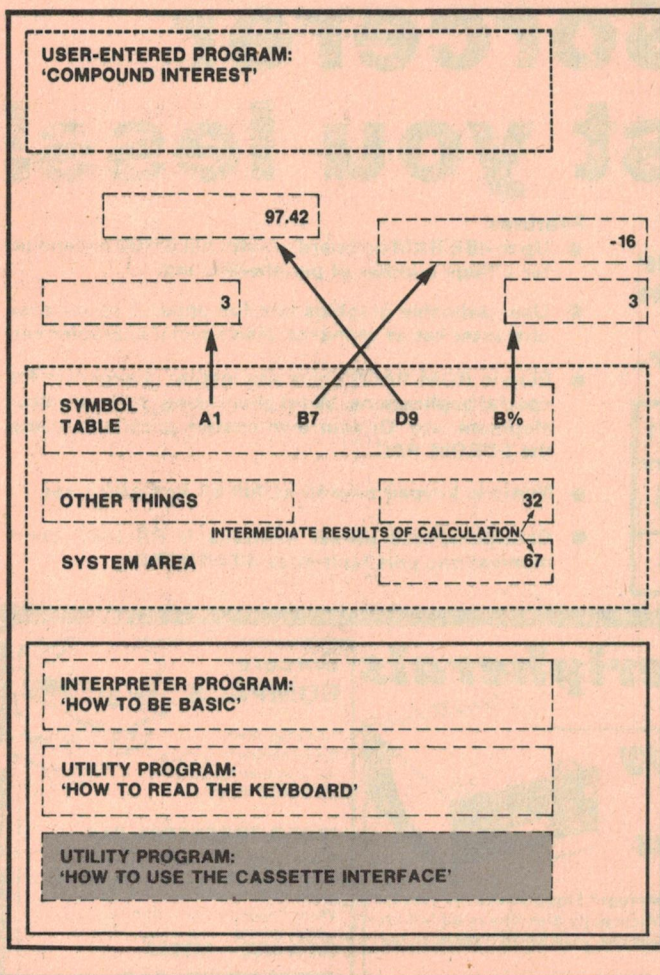 USER-ENTERED PROGRAM:
‘COMPOUND INTEREST’
97.42
-16
3
3
SYMBOL
TABLE
A1 B7 D9 B%
OTHER THINGS
32
INTERMEDIATE RESULTS OF CALCULATION
SYSTEM AREA
67
INTERPRETER PROGRAM:
‘HOW TO BE BASIC’
UTILITY PROGRAM:
‘HOW TO READ THE KEYBOARD’
UTILITY PROGRAM:
‘HOW TO USE THE CASSETTE INTERFACE’